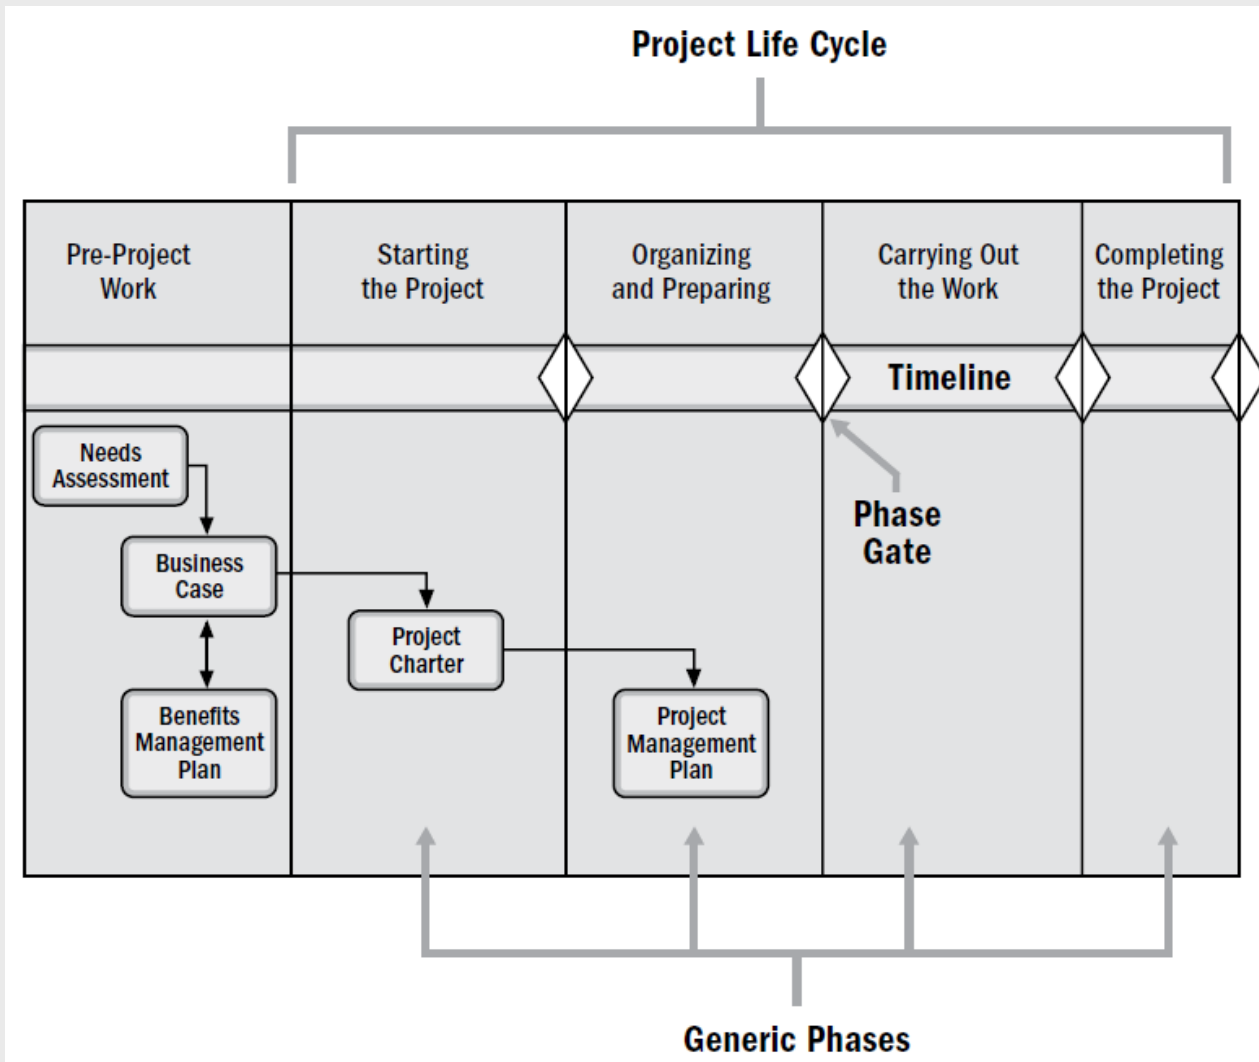 Project Life Cycle
Pre-Project
Work
Starting
the Project
Organizing
and Preparing
Carrying Out
the Work
Completing
the Project
Timeline
Needs
Assessment
Phase
Gate
Business
Case
Project
Charter
Benefits
Management
Plan
Project
Management
Plan
Generic Phases